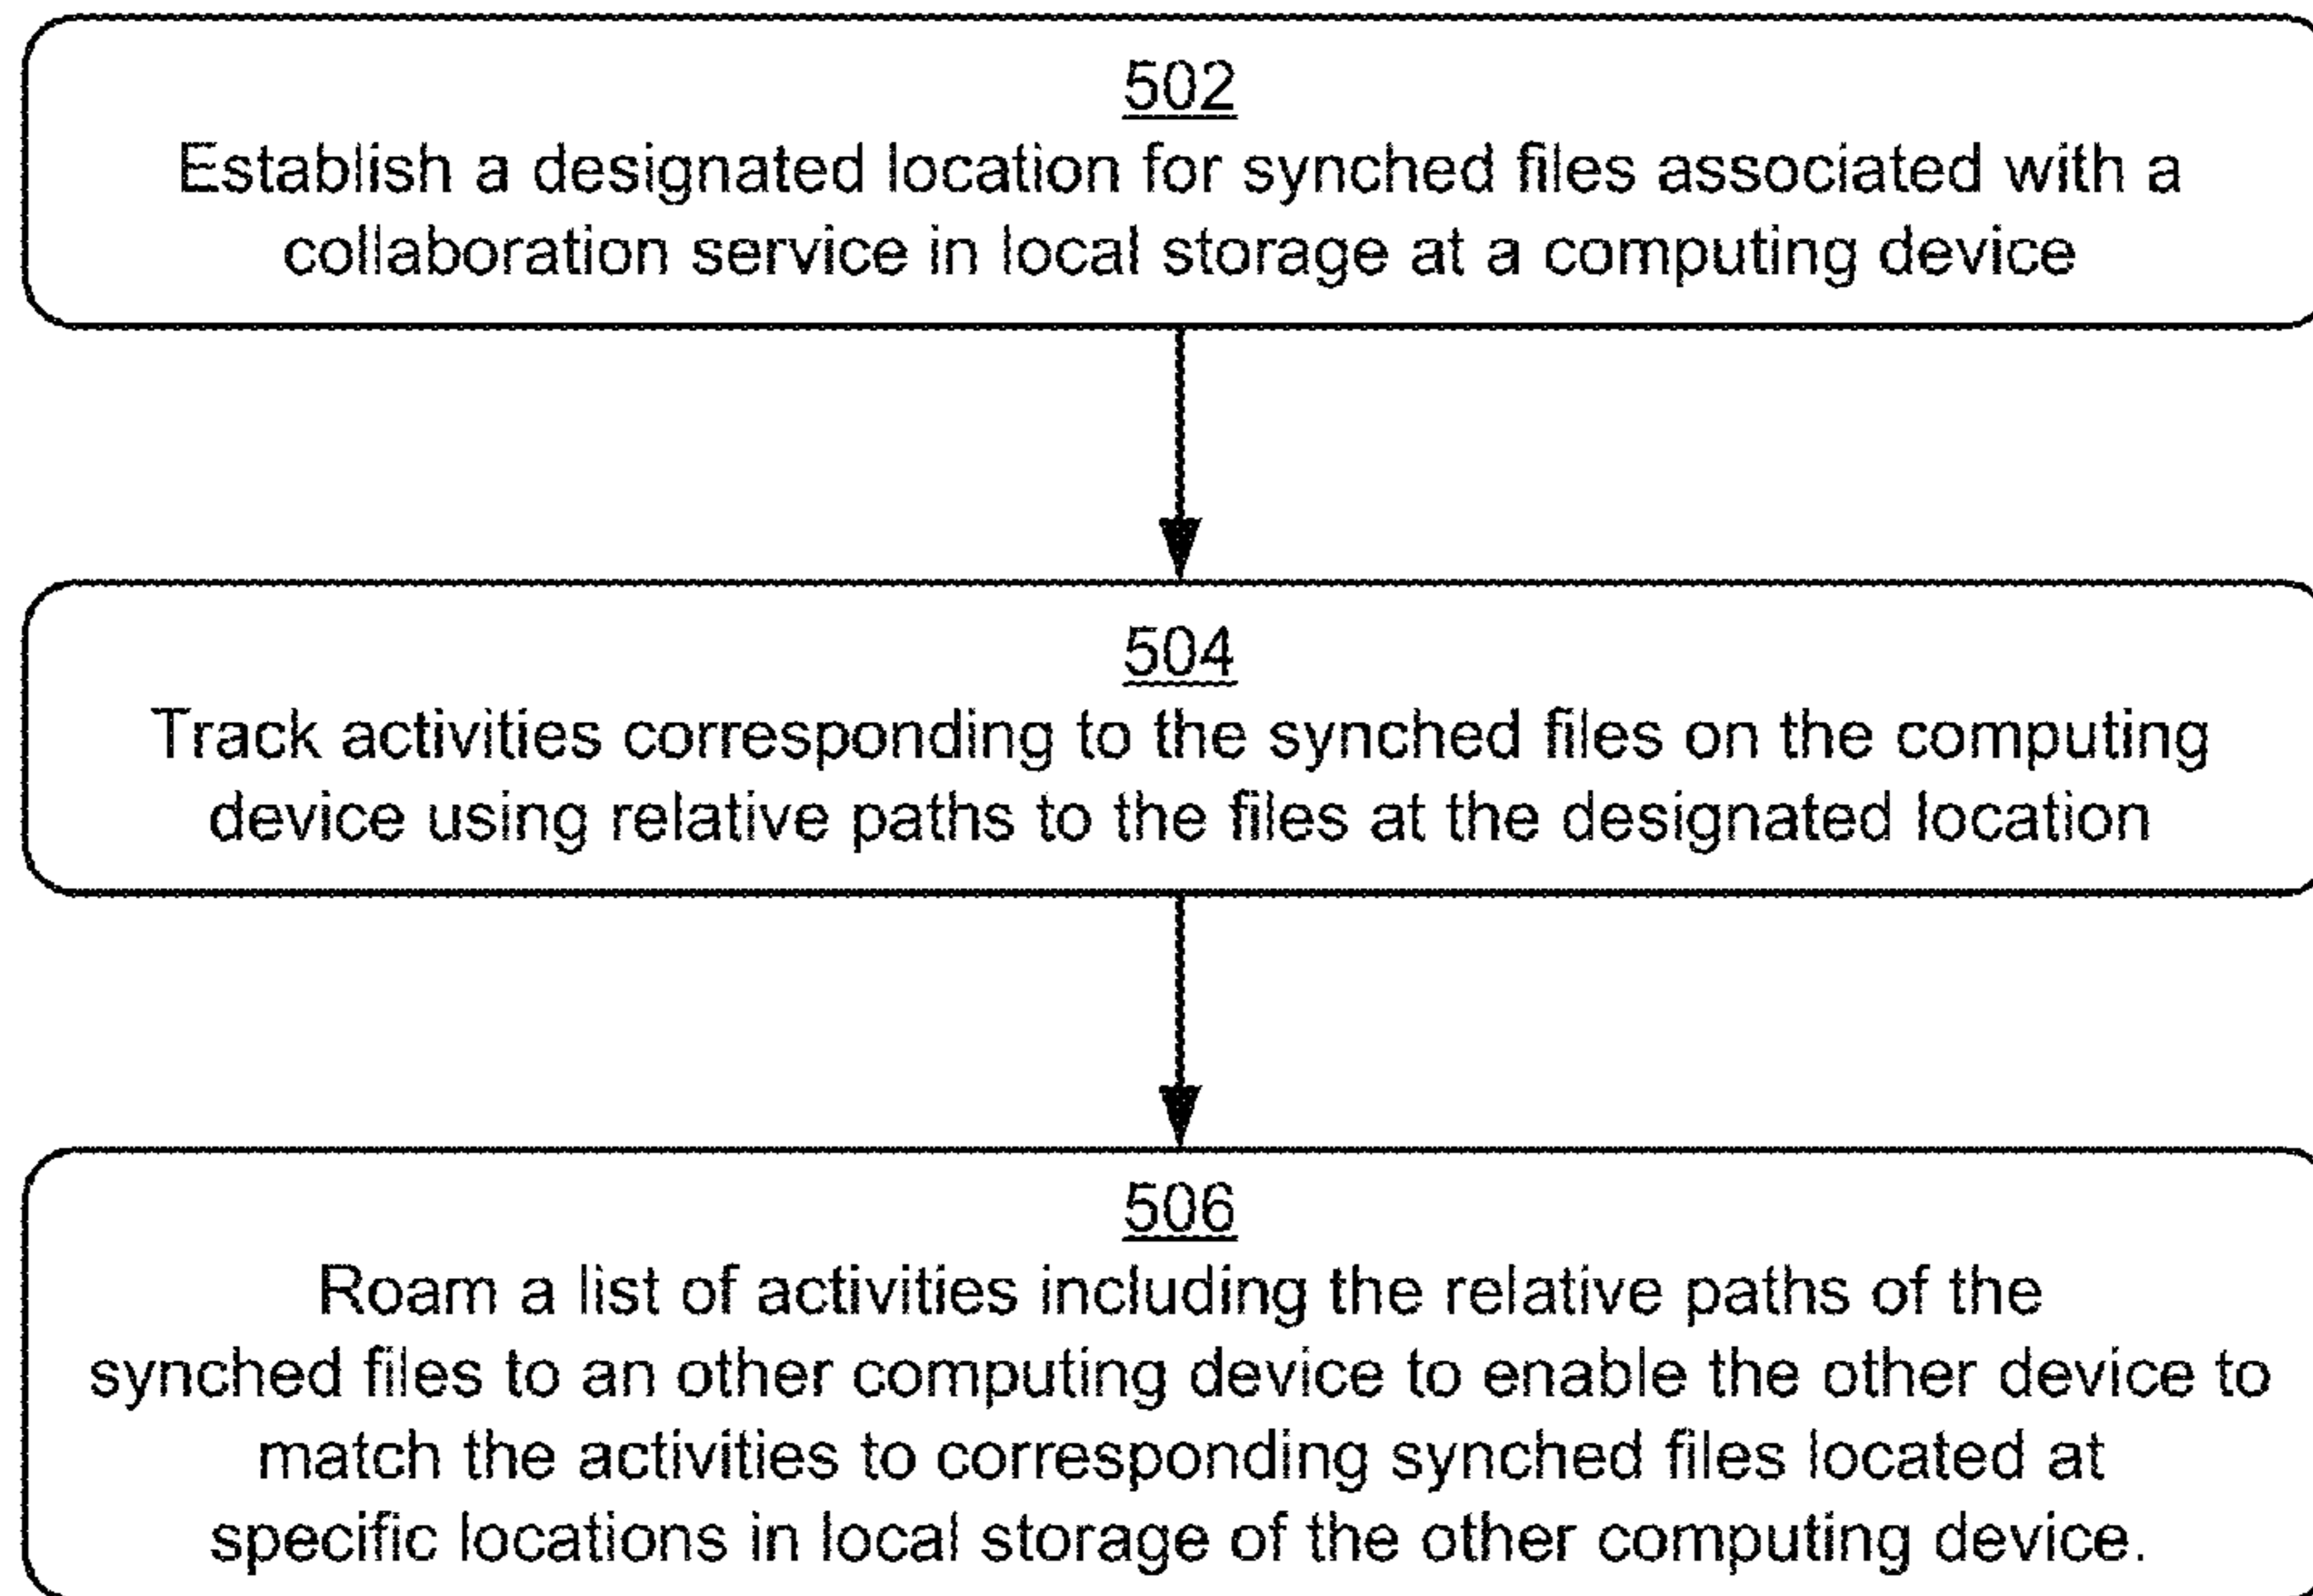 502
Establish a designated location for synched files associated with a
collaboration service in local storage at a computing device
504
Track activities corresponding to the synched files on the computing
device using relative paths to the files at the designated location
506
Roam a list of activities including the relative paths of the
synched files to an other computing device to enable the other device to
match the activities to corresponding synched files located at
specific locations in local storage of the other computing device.